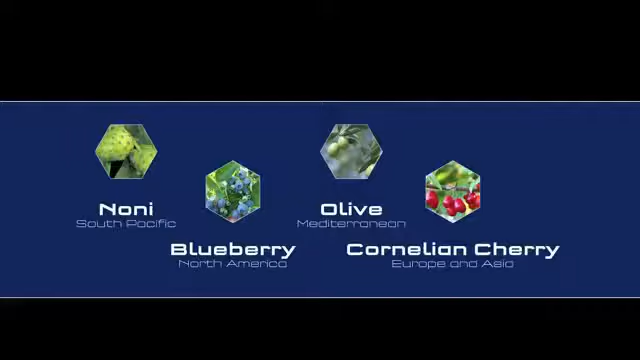 Noni
South Pacific
Blueberry
North America
Olive
Mediterranean
Cornelian Cherry
Europe and Asia